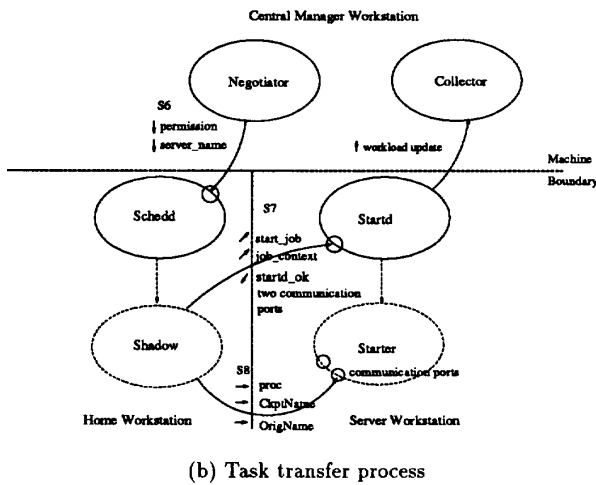 Central Manager Workstation
Negotiator
Collector
S6
permission
server_name
workload update
Machine
Boundary
Schedd
S7
Startd
start_job
job_context
startd_ok
two communication
ports
Shadow
Starter
S8
communication ports
proc
CkptName
OrigName
Home Workstation
Server Workstation
(b) Task transfer process